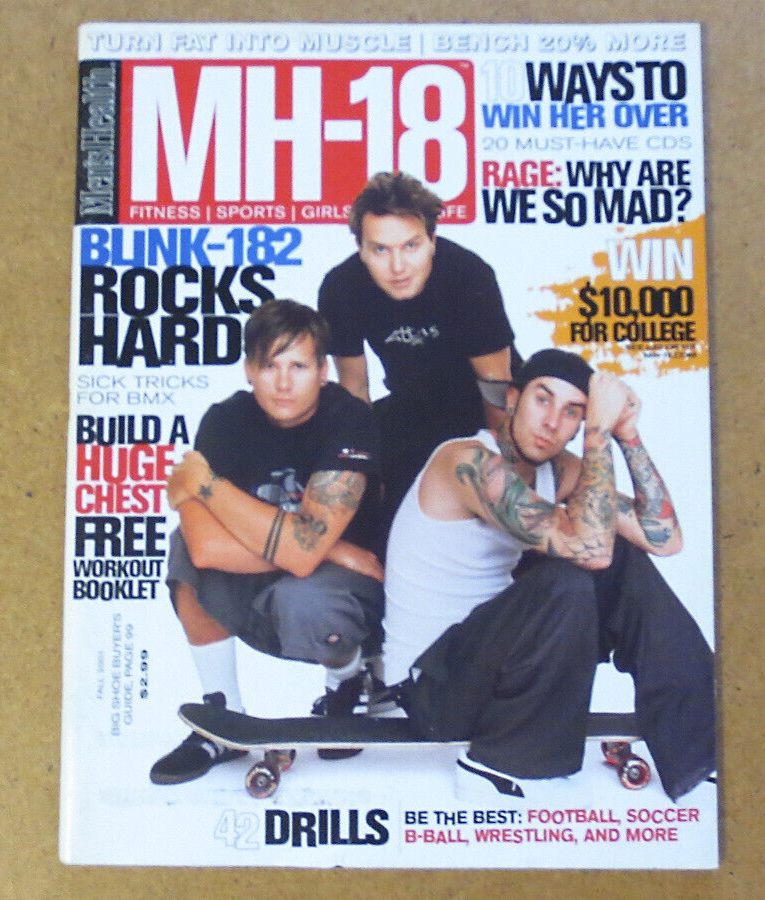 TURN FAT INTO MUSCLE | BENCH 20% MORE
Men'sHealth.
MH-18
TM
FITNESS | SPORTS | GIRLS
10 WAYS TO
WIN HER OVER
20 MUST-HAVE CDS
RAGE: WHY ARE
WE SO MAD?
WIN
$10,000
FOR COLLEGE
BLINK-182
ROCKS
HARD
SICK TRICKS
FOR BMX
BUILD A
HUGE
CHEST
FREE
WORKOUT
BOOKLET
FALL 2001
BIG SHOE BUYER'S
GUIDE, PAGE 99
$2.99
42 DRILLS
BE THE BEST: FOOTBALL, SOCCER
B-BALL, WRESTLING, AND MORE